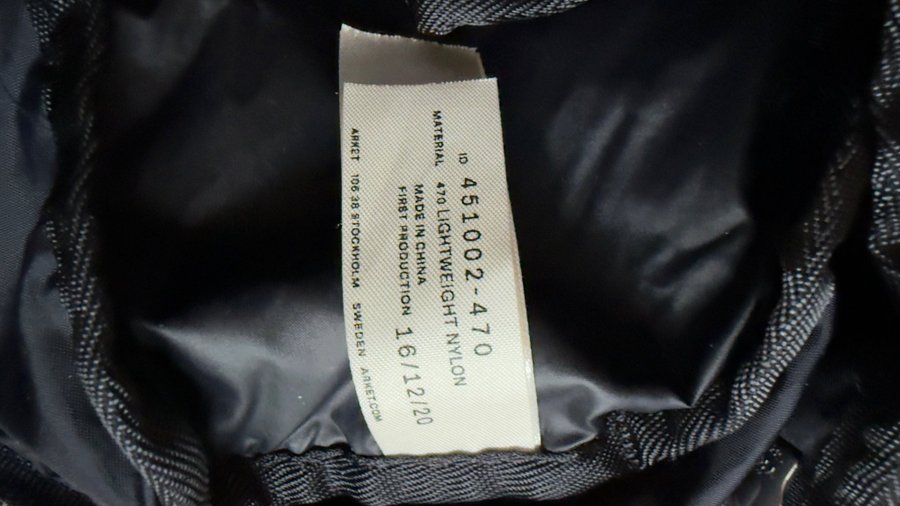 ID 451002-470
MATERIAL 470 LIGHTWEIGHT NYLON
MADE IN CHINA
FIRST PRODUCTION 16/12/20
ARKET 106 38 STOCKHOLM SWEDEN ARKET.COM